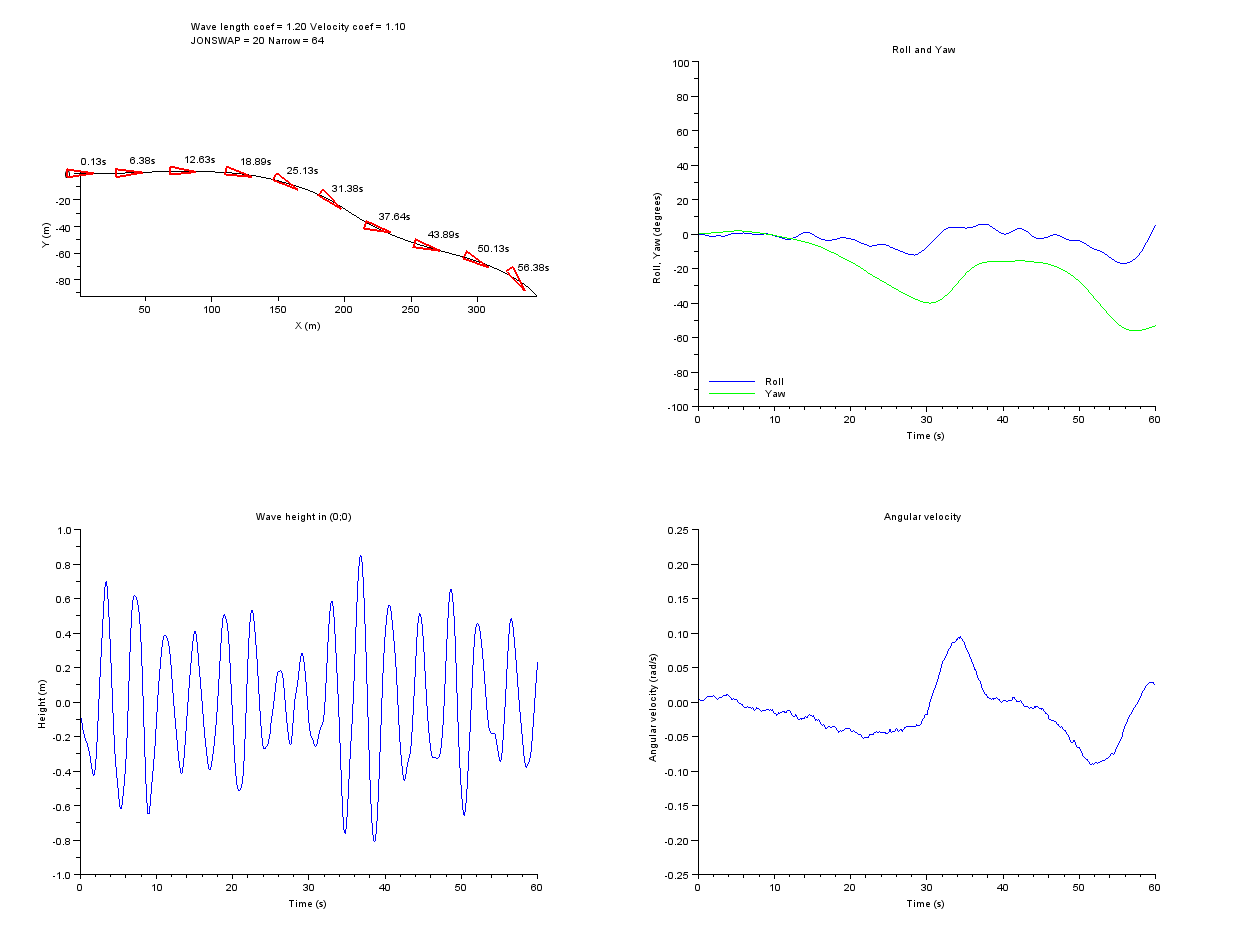 Wave length coef = 1.20 Velocity coef = 1.10
JONSWAP = 20 Narrow = 64
0.13s
6.38s
12.63s
18.89s
25.13s
31.38s
37.64s
43.89s
50.13s
56.38s
-20
-40
-60
-80
Y (m)
50
100
150
200
250
300
X (m)
Roll and Yaw
100
80
60
40
20
0
-20
-40
-60
-80
-100
Roll, Yaw (degrees)
Roll
Yaw
0
10
20
30
40
50
60
Time (s)
Wave height in (0;0)
1.0
0.8
0.6
0.4
0.2
0.0
-0.2
-0.4
-0.6
-0.8
-1.0
Height (m)
0
10
20
30
40
50
60
Time (s)
Angular velocity
0.25
0.20
0.15
0.10
0.05
0.00
-0.05
-0.10
-0.15
-0.20
-0.25
Angular velocity (rad/s)
0
10
20
30
40
50
60
Time (s)